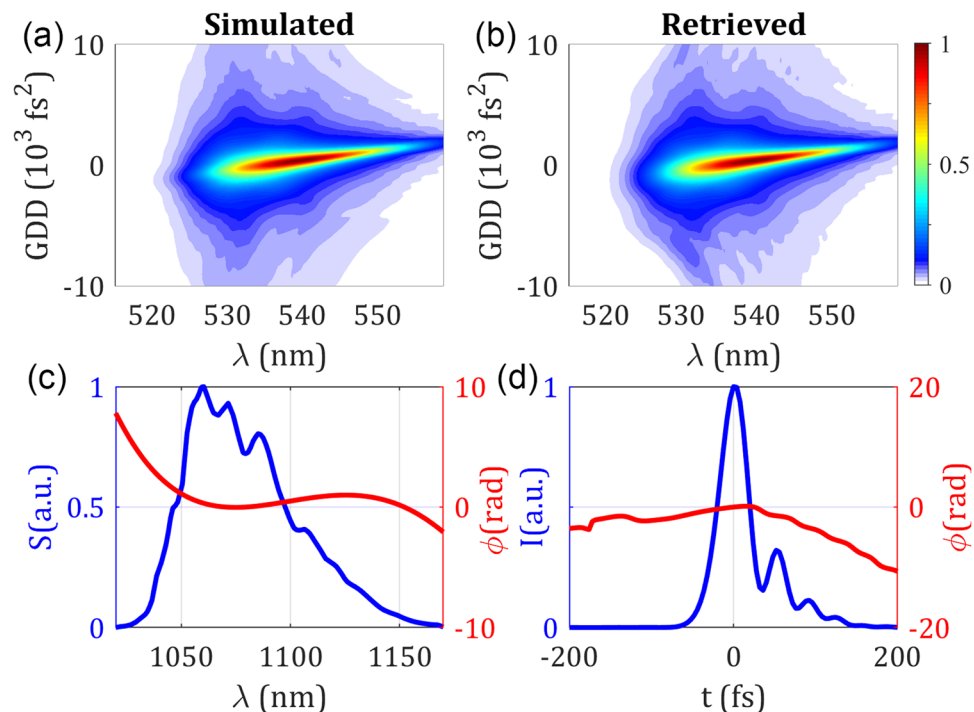 (a) Simulated (b) Retrieved
10 10 1
GDD (10³ fs²) 0 GDD (10³ fs²) 0 0.5
-10 -10 0
520 530 540 550 520 530 540 550
λ (nm) λ (nm)
(c) (d)
1 10 1 20
S(a.u.) 0.5 0 ϕ(rad) I(a.u.) 0 ϕ(rad)
0 -10 0 -20
1050 1100 1150 -200 0 200
λ (nm) t (fs)